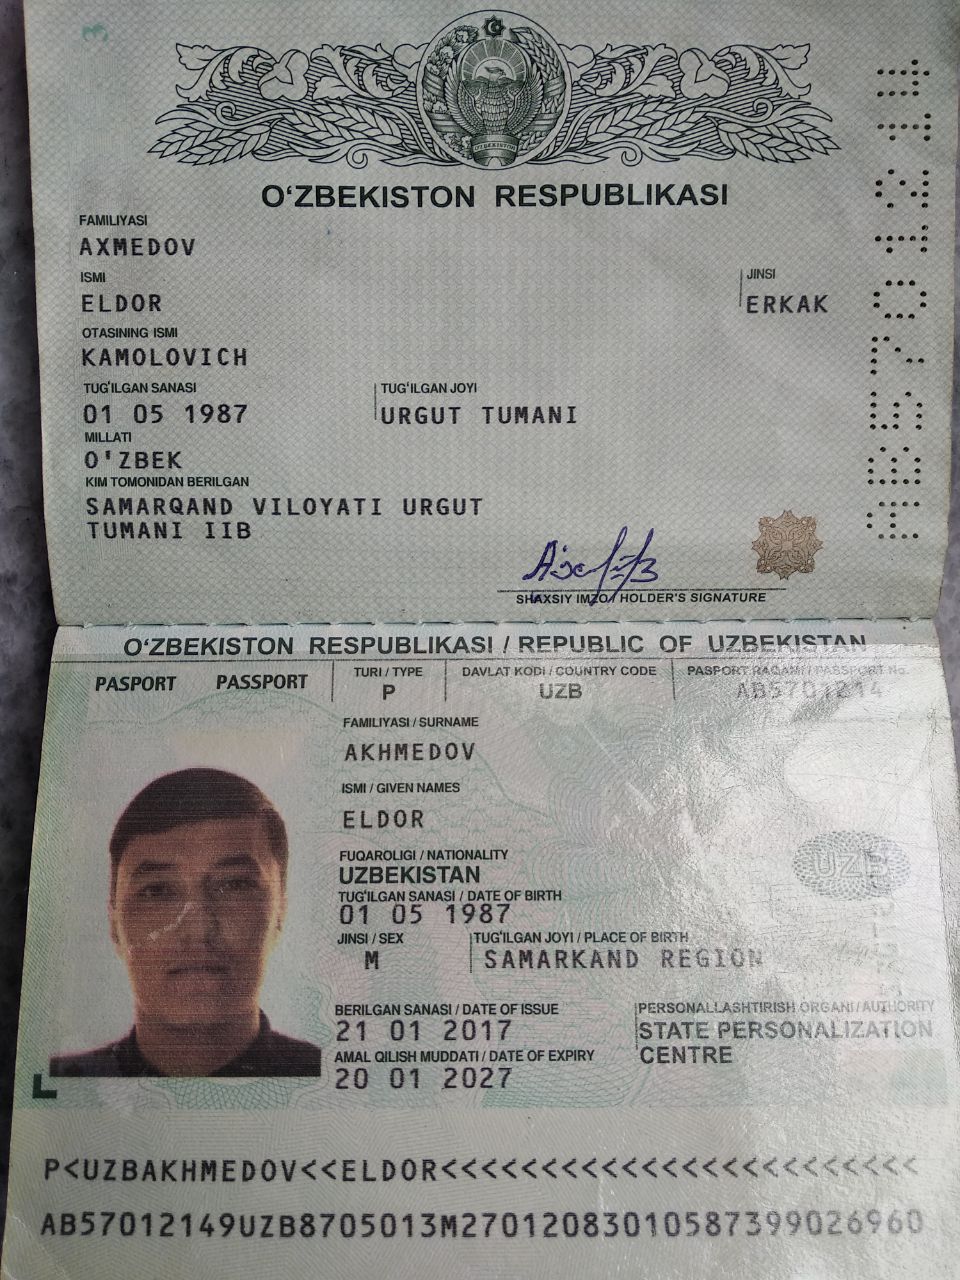 O'ZBEKISTON
O‘ZBEKISTON RESPUBLIKASI
FAMILIYASI
AXMEDOV
ISMI
ELDOR
JINSI
ERKAK
OTASINING ISMI
KAMOLOVICH
TUG‘ILGAN SANASI
01 05 1987
TUG‘ILGAN JOYI
URGUT TUMANI
MILLATI
O'ZBEK
KIM TOMONIDAN BERILGAN
SAMARQAND VILOYATI URGUT
TUMANI IIB
SHAXSIY IMZO / HOLDER'S SIGNATURE
AB5701214
O‘ZBEKISTON RESPUBLIKASI / REPUBLIC OF UZBEKISTAN
PASPORT PASSPORT
TURI / TYPE
P
DAVLAT KODI / COUNTRY CODE
UZB
PASPORT RAQAMI / PASSPORT No.
AB5701214
FAMILIYASI / SURNAME
AKHMEDOV
ISMI / GIVEN NAMES
ELDOR
FUQAROLIGI / NATIONALITY
UZBEKISTAN
TUG‘ILGAN SANASI / DATE OF BIRTH
01 05 1987
JINSI / SEX
M
TUG‘ILGAN JOYI / PLACE OF BIRTH
SAMARKAND REGION
BERILGAN SANASI / DATE OF ISSUE
21 01 2017
PERSONALLASHTIRISH ORGANI / AUTHORITY
STATE PERSONALIZATION
CENTRE
AMAL QILISH MUDDATI / DATE OF EXPIRY
20 01 2027
UZB
P<UZBAKHMEDOV<<ELDOR<<<<<<<<<<<<<<<<<<<<<<<<
AB57012149UZB8705013M27012083010587399026960